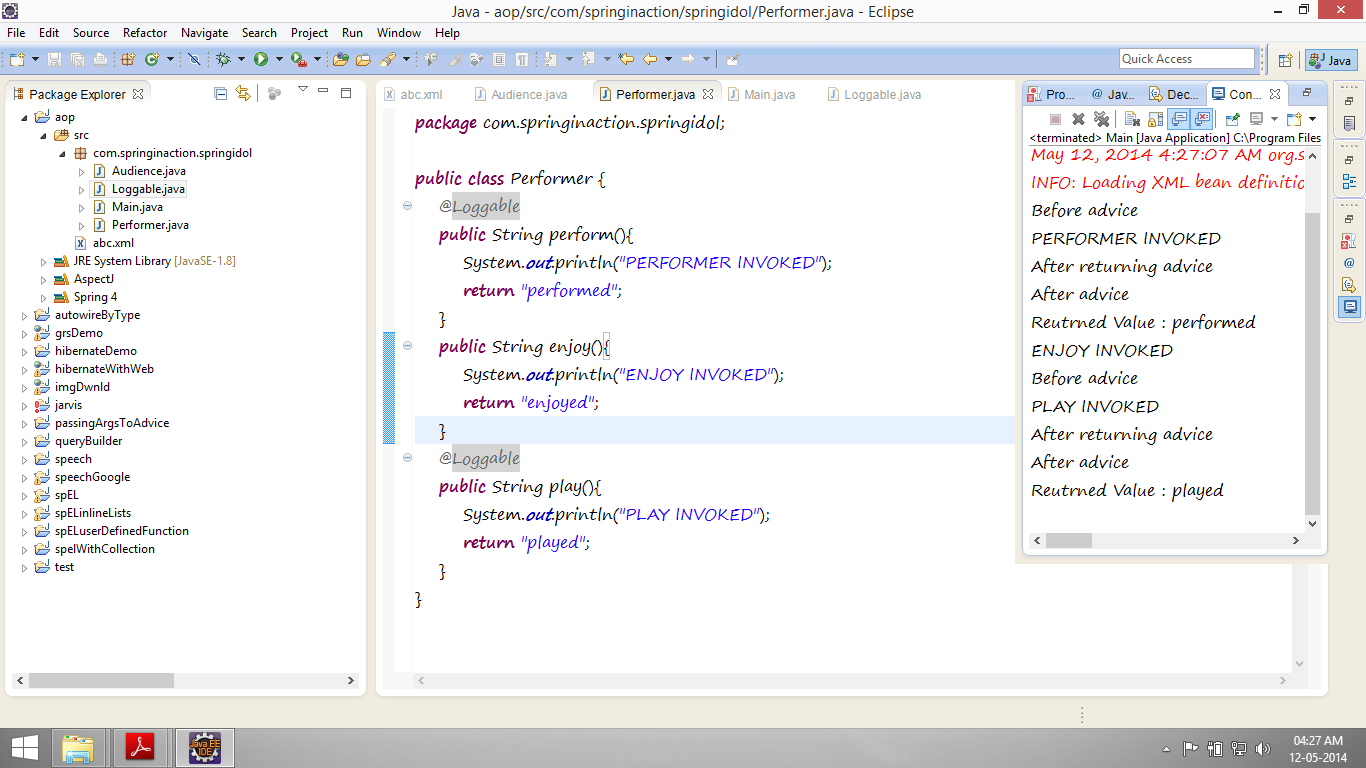 Java - aop/src/com/springinaction/springidol/Performer.java - Eclipse
File Edit Source Refactor Navigate Search Project Run Window Help
Quick Access
Java
Package Explorer
aop
src
com.springinaction.springidol
Audience.java
Loggable.java
Main.java
Performer.java
abc.xml
JRE System Library [JavaSE-1.8]
AspectJ
Spring 4
autowireByType
grsDemo
hibernateDemo
hibernateWithWeb
imgDwnld
jarvis
passingArgsToAdvice
queryBuilder
speech
speechGoogle
spEL
spELinlineLists
spELuserDefinedFunction
spelWithCollection
test
abc.xml Audience.java Performer.java Main.java Loggable.java
package com.springinaction.springidol;
public class Performer {
@Loggable
public String perform(){
System.out.println("PERFORMER INVOKED");
return "performed";
}
public String enjoy(){
System.out.println("ENJOY INVOKED");
return "enjoyed";
}
@Loggable
public String play(){
System.out.println("PLAY INVOKED");
return "played";
}
}
Pro... @ Jav... Dec... Con...
<terminated> Main [Java Application] C:\Program Files
May 12, 2014 4:27:07 AM org.s
INFO: Loading XML bean definitio
Before advice
PERFORMER INVOKED
After returning advice
After advice
Reutrned Value : performed
ENJOY INVOKED
Before advice
PLAY INVOKED
After returning advice
After advice
Reutrned Value : played
Java EE
IDE
04:27 AM
12-05-2014